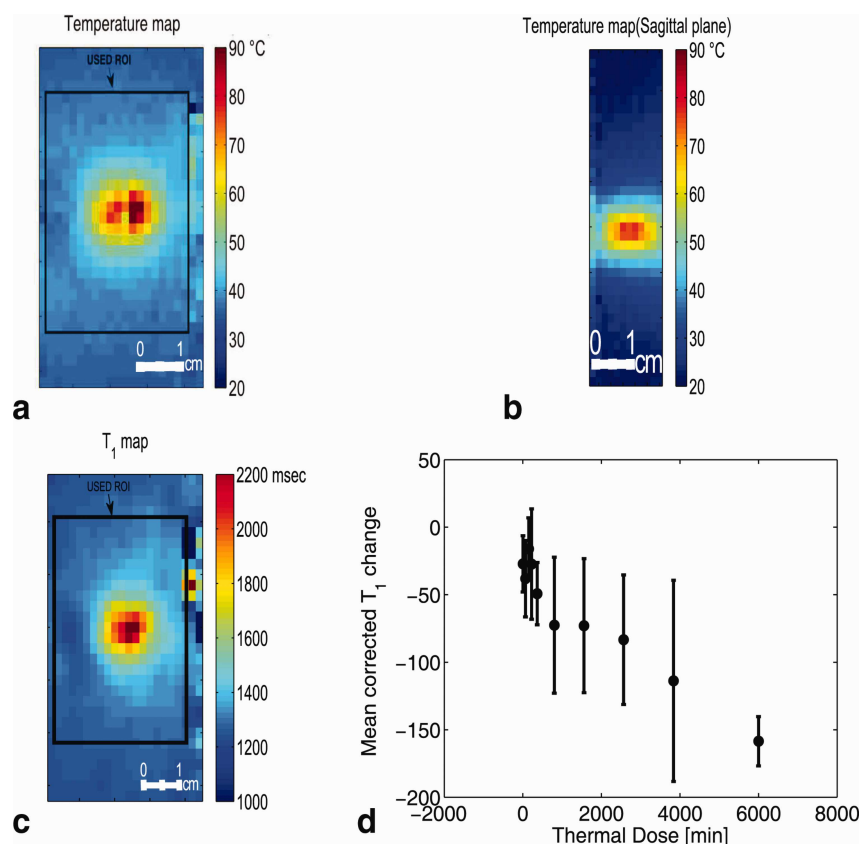 Temperature map
USED ROI
90 °C
80
70
60
50
40
30
20
0 1
cm
a
Temperature map(Sagittal plane)
90 °C
80
70
60
50
40
30
20
0 1
cm
b
T1 map
USED ROI
2200 msec
2000
1800
1600
1400
1200
1000
0 1
cm
c
50
0
−50
−100
−150
−200
−2000 0 2000 4000 6000 8000
Mean corrected T1 change
Thermal Dose [min]
d